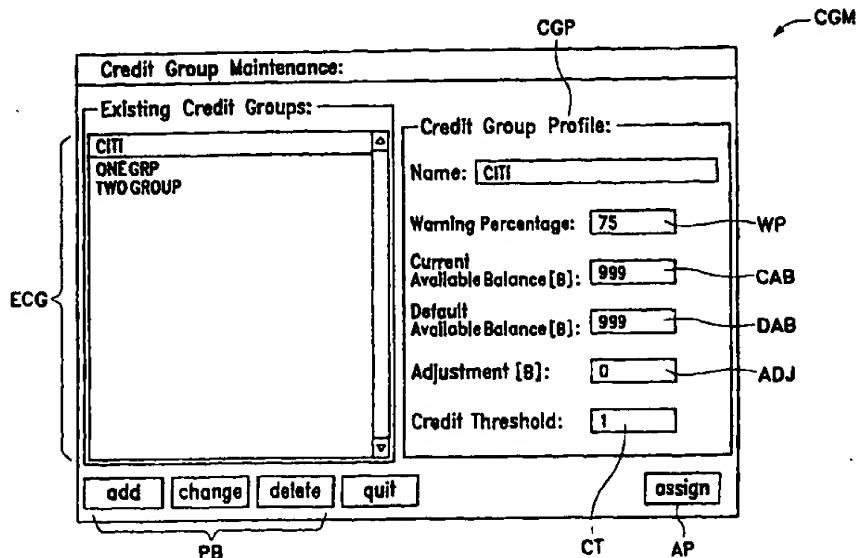 CGP
CGM
Credit Group Maintenance:
Existing Credit Groups:
CITI
ONE GRP
TWO GROUP
ECG
Credit Group Profile:
Name: CITI
Warning Percentage: 75
WP
Current
Available Balance [B]: 999
CAB
Default
Available Balance [B]: 999
DAB
Adjustment [B]: 0
ADJ
Credit Threshold: 1
add change delete quit assign
PB
CT
AP